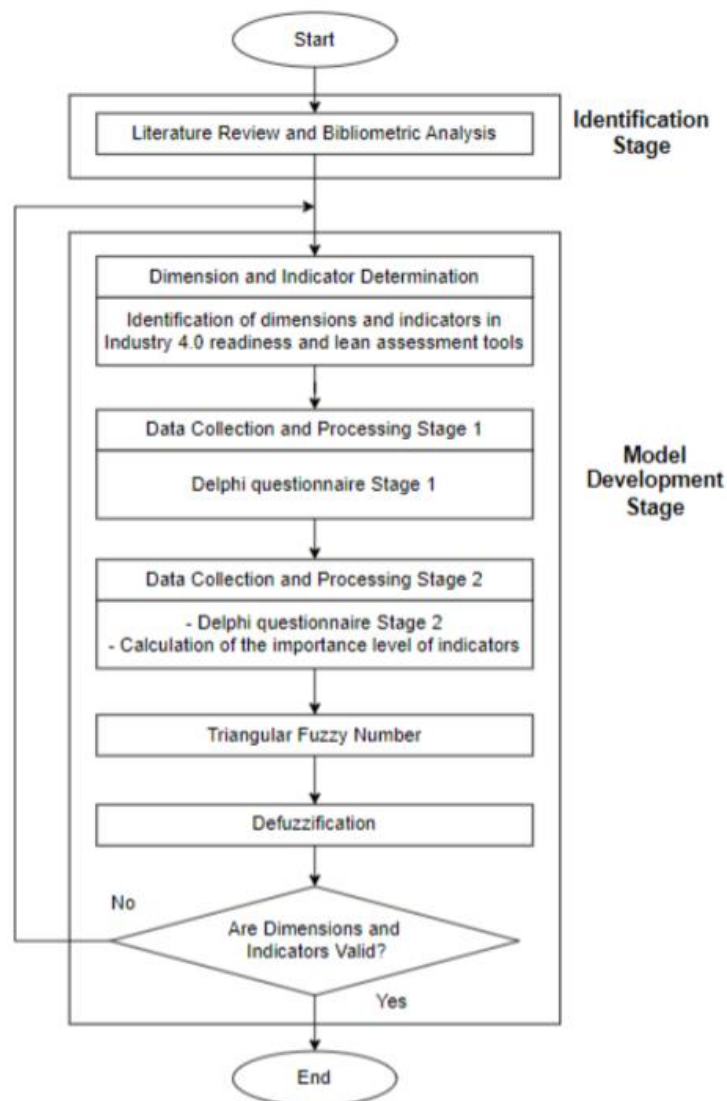 Start
Literature Review and Bibliometric Analysis
Identification
Stage
Dimension and Indicator Determination
Identification of dimensions and indicators in
Industry 4.0 readiness and lean assessment tools
Data Collection and Processing Stage 1
Delphi questionnaire Stage 1
Model
Development
Stage
Data Collection and Processing Stage 2
- Delphi questionnaire Stage 2
- Calculation of the importance level of indicators
Triangular Fuzzy Number
Defuzzification
No
Are Dimensions and
Indicators Valid?
Yes
End